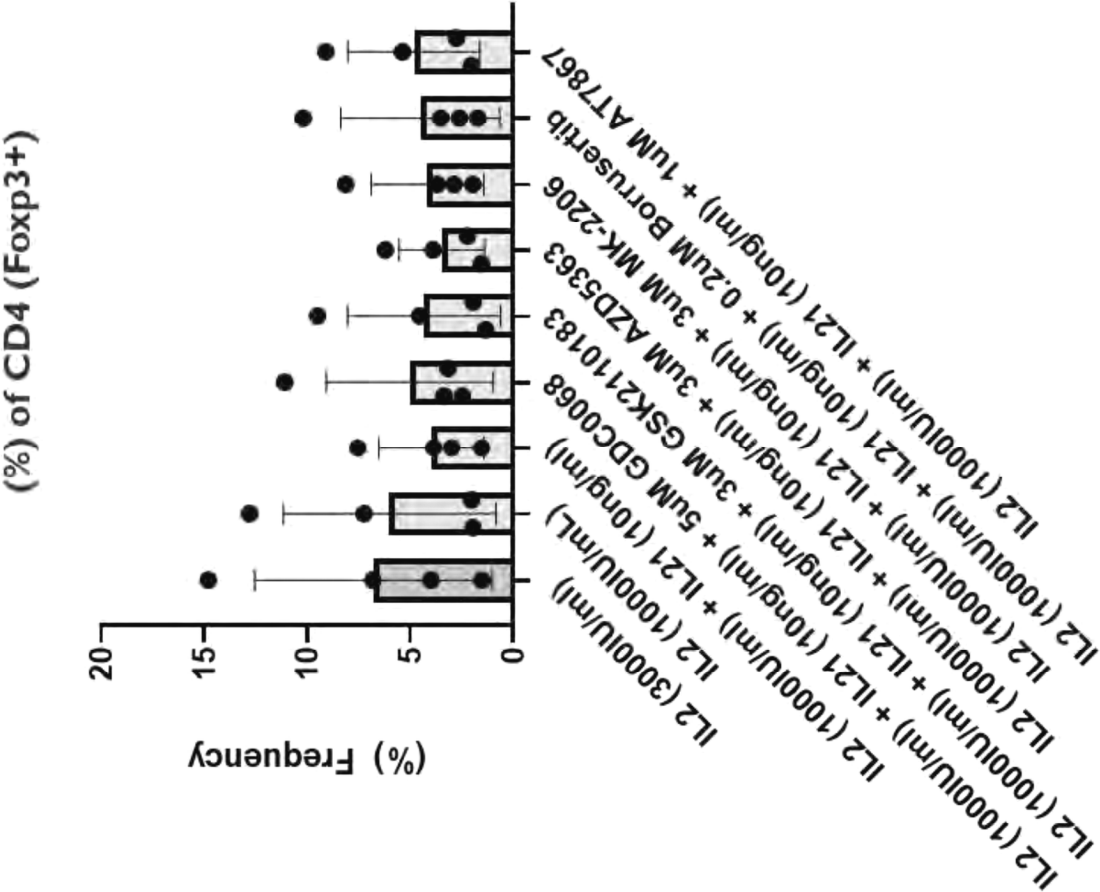 (%) of CD4 (Foxp3+)
(%) Frequency
20
15
10
5
0
IL2 (3000IU/ml)
IL2 (1000IU/mL)
IL2 (1000IU/ml) + IL21 (10ng/ml)
IL2 (1000IU/ml) + IL21 (10ng/ml) + 5uM GDC0068
IL2 (1000IU/ml) + IL21 (10ng/ml) + 3uM GSK2110183
IL2 (1000IU/ml) + IL21 (10ng/ml) + 3uM AZD5363
IL2 (1000IU/ml) + IL21 (10ng/ml) + 3uM MK-2206
IL2 (1000IU/ml) + IL21 (10ng/ml) + 0.2uM Borrusertib
IL2 (1000IU/ml) + IL21 (10ng/ml) + 1uM AT7867